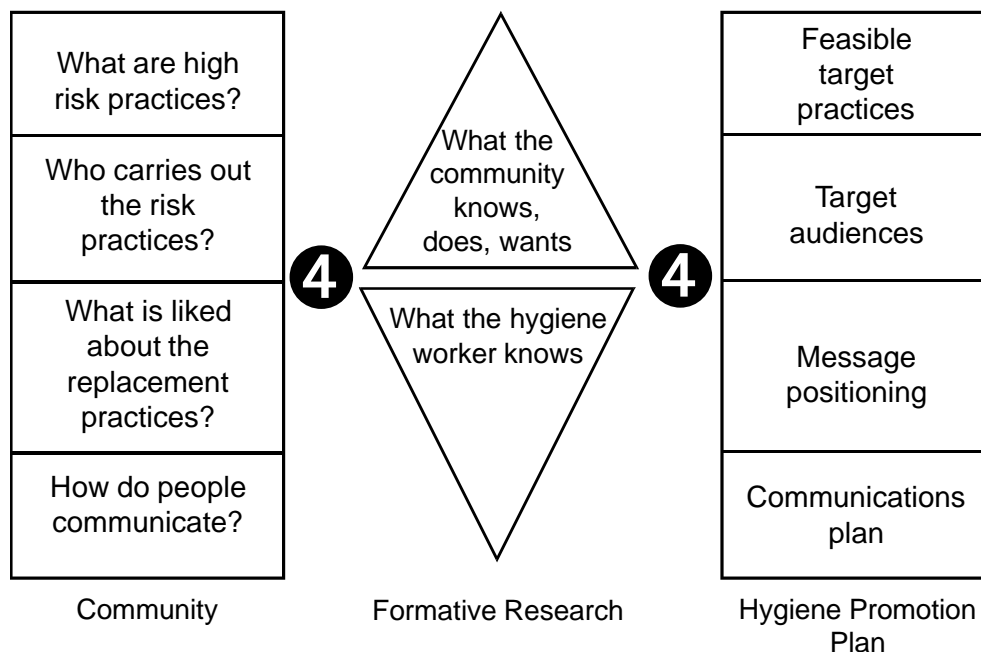 What are high
risk practices?
Who carries out
the risk
practices?
What is liked
about the
replacement
practices?
How do people
communicate?
Community
4
What the
community
knows,
does, wants
What the hygiene
worker knows
Formative Research
4
Feasible
target
practices
Target
audiences
Message
positioning
Communications
plan
Hygiene Promotion
Plan